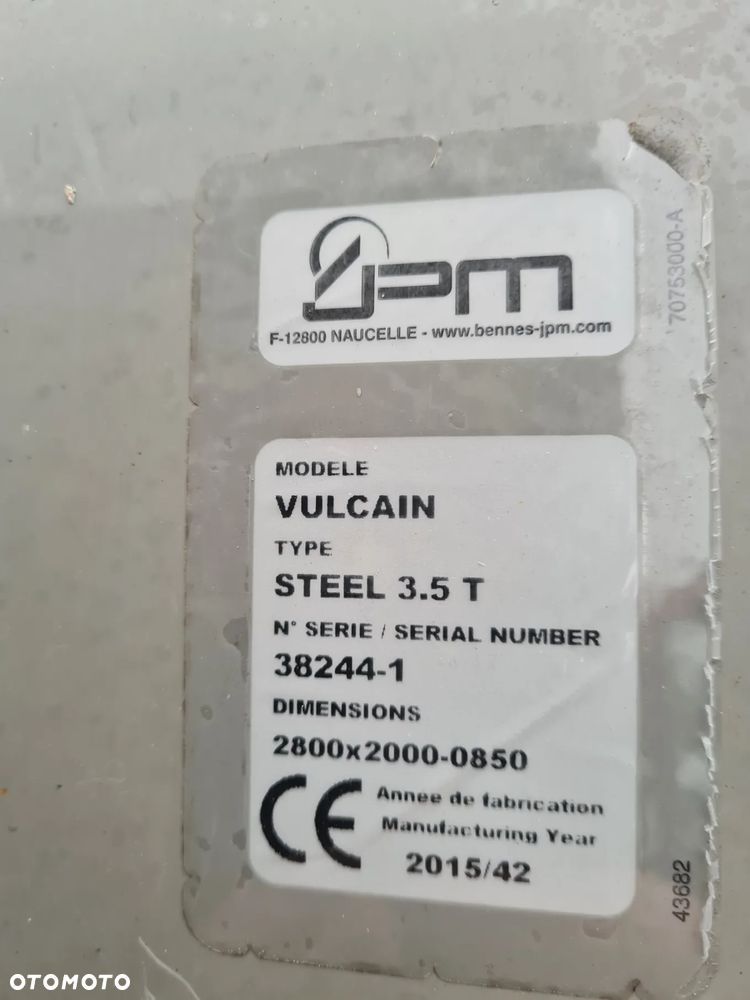 JPM
F-12800 NAUCELLE - www.bennes-jpm.com
70753000-A
MODELE
VULCAIN
TYPE
STEEL 3.5 T
N° SERIE / SERIAL NUMBER
38244-1
DIMENSIONS
2800x2000-0850
CE
Annee de fabrication
Manufacturing Year
2015/42
43682
OTOMOTO